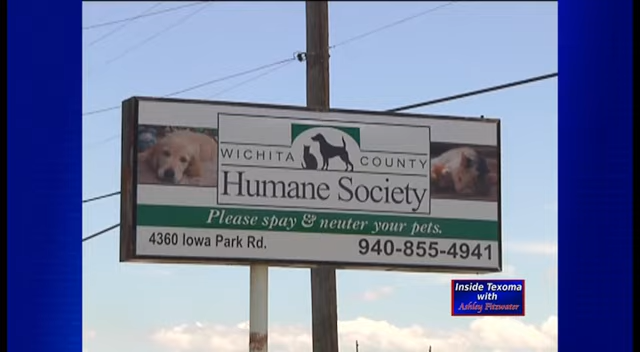 WICHITA COUNTY
Humane Society
Please spay & neuter your pets.
4360 Iowa Park Rd. 940-855-4941
Inside Texoma
with
Ashley Fitzwater